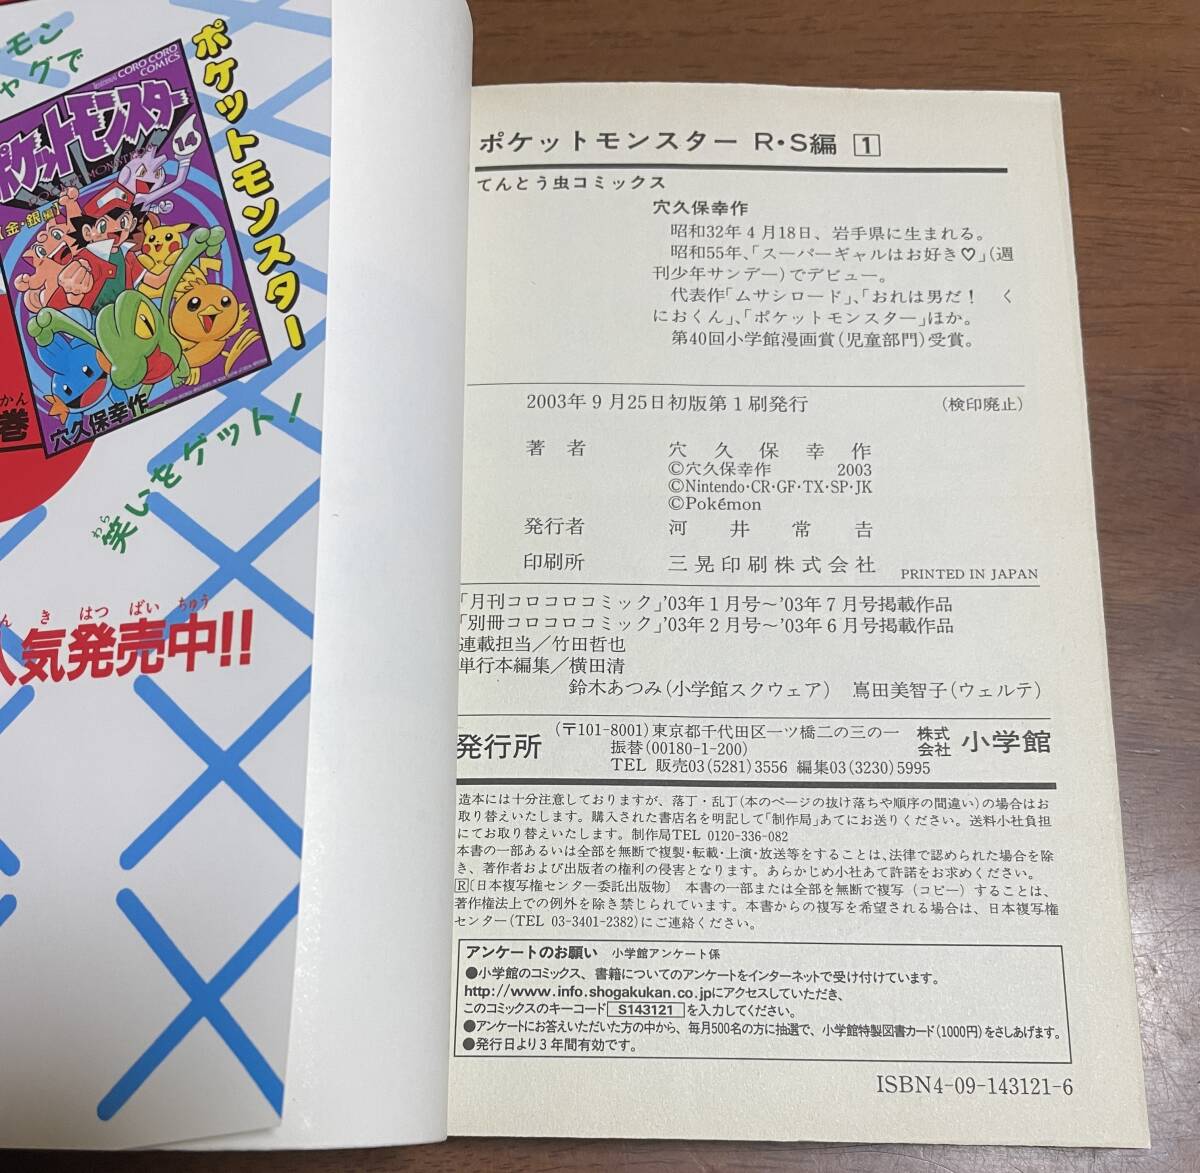 モン
ャグで
ポケットモンスター
CORO CORO
COMICS
ポケットモンスター
14
金・銀編
穴久保幸作
かん
巻
わら
笑いをゲット!
き はつ ばい ちゅう
人気発売中!!
ポケットモンスター R・S編 1
てんとう虫コミックス
穴久保幸作
昭和32年4月18日、岩手県に生まれる。
昭和55年、「スーパーギャルはお好き♡」(週
刊少年サンデー)でデビュー。
代表作「ムサシロード」、「おれは男だ! く
におくん」、「ポケットモンスター」ほか。
第40回小学館漫画賞(児童部門)受賞。
2003年9月25日初版第1刷発行 (検印廃止)
著者 穴久保幸作
©穴久保幸作 2003
©Nintendo・CR・GF・TX・SP・JK
©Pokémon
発行者 河井常吉
印刷所 三晃印刷株式会社 PRINTED IN JAPAN
「月刊コロコロコミック」'03年1月号~'03年7月号掲載作品
「別冊コロコロコミック」'03年2月号~'03年6月号掲載作品
連載担当/竹田哲也
単行本編集/横田清
鈴木あつみ(小学館スクウェア) 嶌田美智子(ウェルテ)
発行所 (〒101-8001)東京都千代田区一ツ橋二の三の一 株式会社 小学館
振替(00180-1-200)
TEL 販売03(5281)3556 編集03(3230)5995
造本には十分注意しておりますが、落丁・乱丁(本のページの抜け落ちや順序の間違い)の場合はお
取り替えいたします。購入された書店名を明記して「制作局」あてにお送りください。送料小社負担
にてお取り替えいたします。制作局TEL 0120-336-082
本書の一部あるいは全部を無断で複製・転載・上演・放送等をすることは、法律で認められた場合を除
き、著作者および出版者の権利の侵害となります。あらかじめ小社あて許諾をお求めください。
R〔日本複写権センター委託出版物〕 本書の一部または全部を無断で複写(コピー)することは、
著作権法上での例外を除き禁じられています。本書からの複写を希望される場合は、日本複写権
センター(TEL 03-3401-2382)にご連絡ください。
アンケートのお願い 小学館アンケート係
●小学館のコミックス、書籍についてのアンケートをインターネットで受け付けています。
http://www.info.shogakukan.co.jpにアクセスしていただき、
このコミックスのキーコード S143121 を入力してください。
●アンケートにお答えいただいた方の中から、毎月500名の方に抽選で、小学館特製図書カード(1000円)をさしあげます。
●発行日より3年間有効です。
ISBN4-09-143121-6